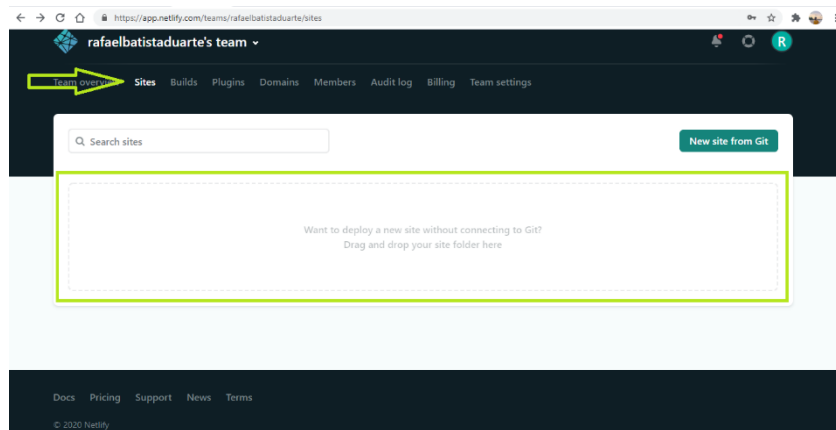 https://app.netlify.com/teams/rafaelbatistaduarte/sites
rafaelbatistaduarte's team
R
Team overview Sites Builds Plugins Domains Members Audit log Billing Team settings
Search sites
New site from Git
Want to deploy a new site without connecting to Git?
Drag and drop your site folder here
Docs Pricing Support News Terms
© 2020 Netlify